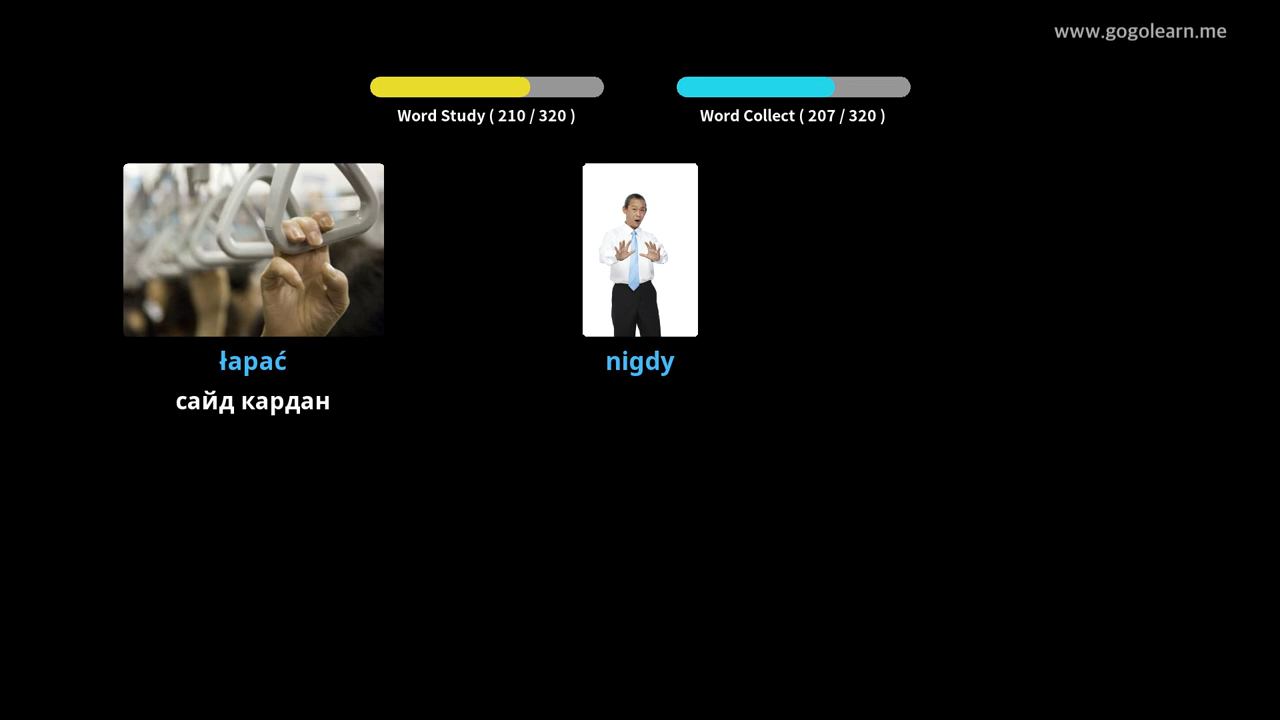 www.gogolearn.me
Word Study ( 210 / 320 )
Word Collect ( 207 / 320 )
łapać
сайд кардан
nigdy